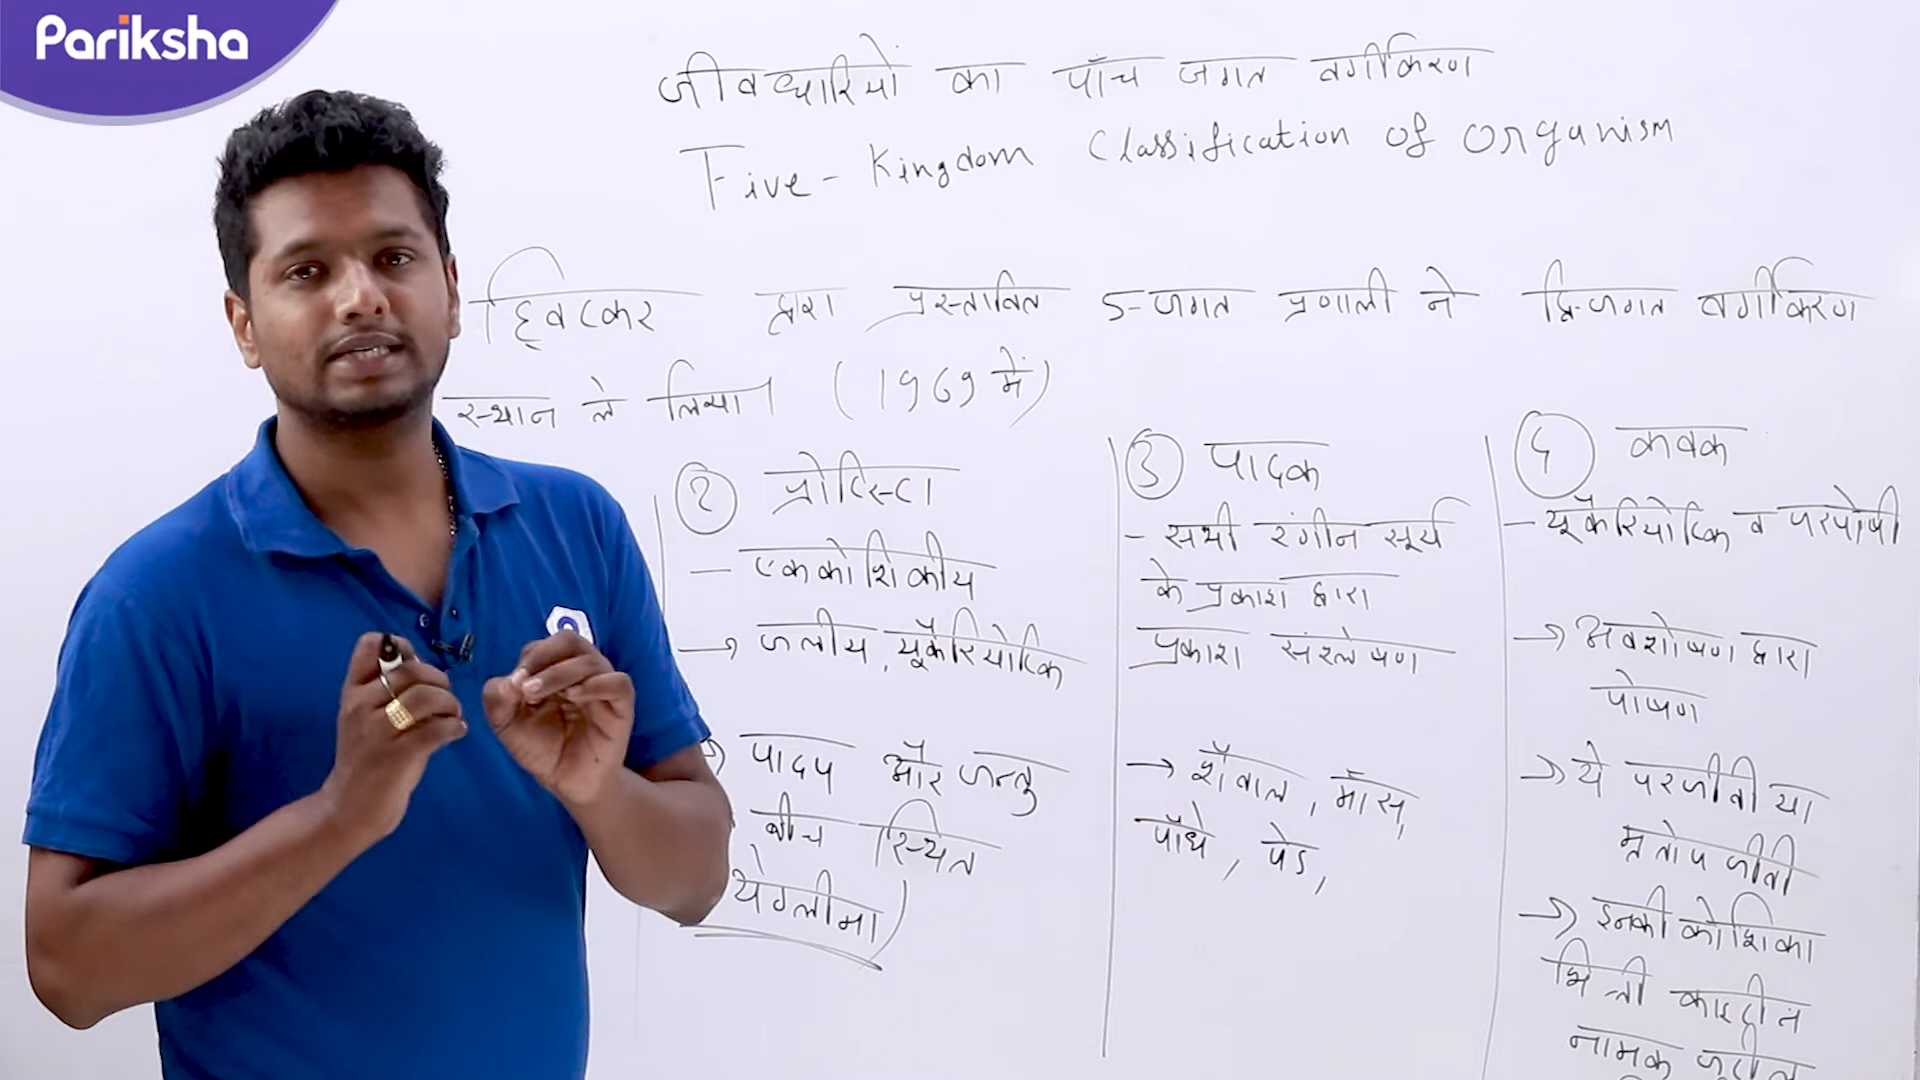 Pariksha
जीवधारियों का पाँच जगत वर्गीकरण
Five - Kingdom Classification of Organism
द्वारा प्रस्तावित 5-जगत प्रणाली ने द्वि-जगत वर्गीकरण
स्थान ले लिया। (1969 में)
② प्रोटिस्टा
- एककोशिकीय
→ जलीय, यूकैरियोटिक
पादप और जन्तु
बीच स्थित
③ पादक
- सभी रंगीन सूर्य
के प्रकाश द्वारा
प्रकाश संश्लेषण
→ शैवाल, मॉस,
पौधे, पेड,
④ कवक
- यूकैरियोटिक व परपोषी
→ अवशोषण द्वारा
पोषण
→ ये परजीवी या
मृतोपजीवी
→ इनकी कोशिका
भित्ती काइटीन
नामक